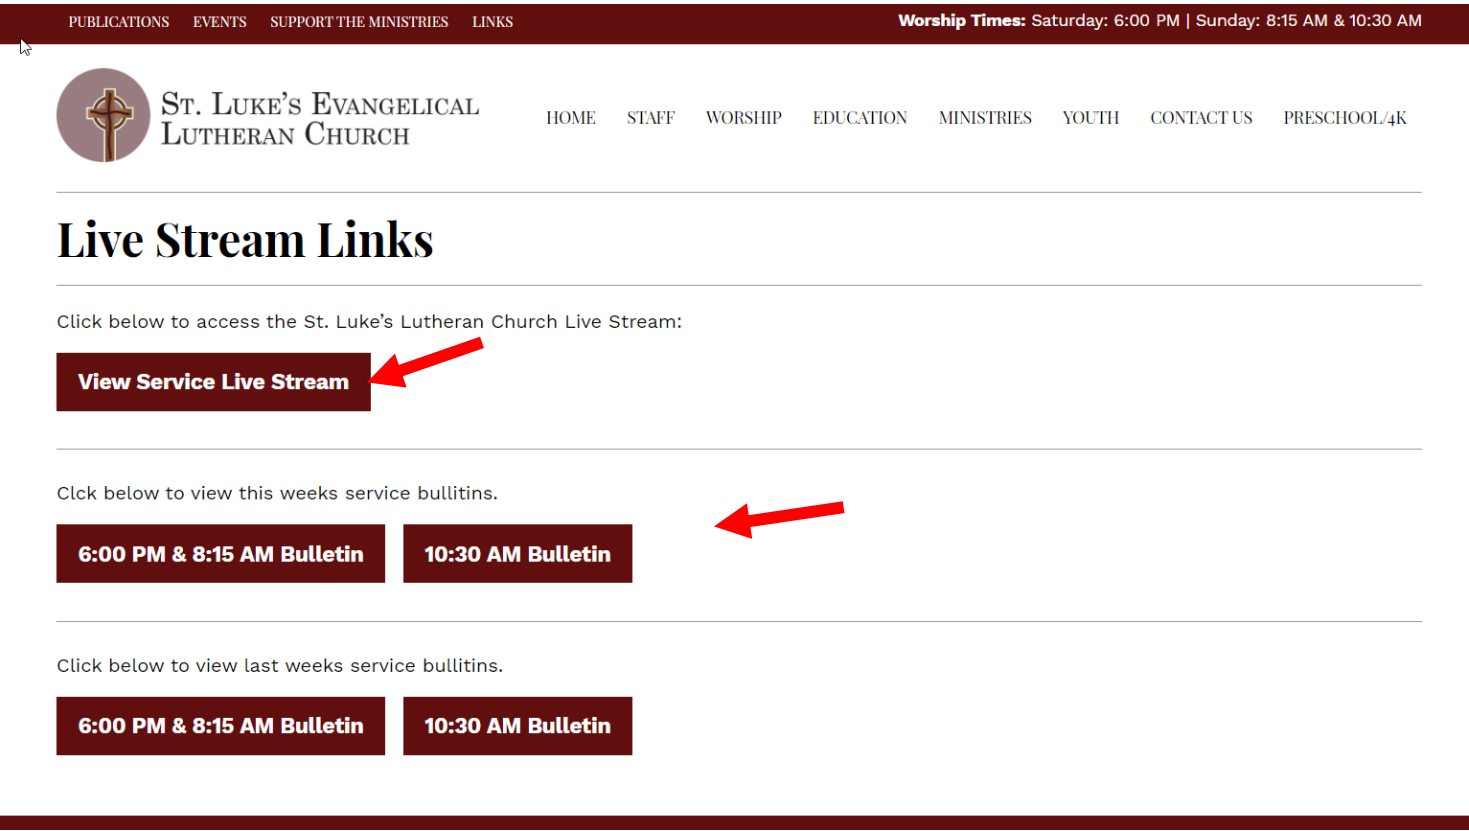 PUBLICATIONS EVENTS SUPPORT THE MINISTRIES LINKS Worship Times: Saturday: 6:00 PM | Sunday: 8:15 AM & 10:30 AM
St. Luke's Evangelical
Lutheran Church
HOME STAFF WORSHIP EDUCATION MINISTRIES YOUTH CONTACT US PRESCHOOL/4K
Live Stream Links
Click below to access the St. Luke’s Lutheran Church Live Stream:
View Service Live Stream
Clck below to view this weeks service bullitins.
6:00 PM & 8:15 AM Bulletin 10:30 AM Bulletin
Click below to view last weeks service bullitins.
6:00 PM & 8:15 AM Bulletin 10:30 AM Bulletin